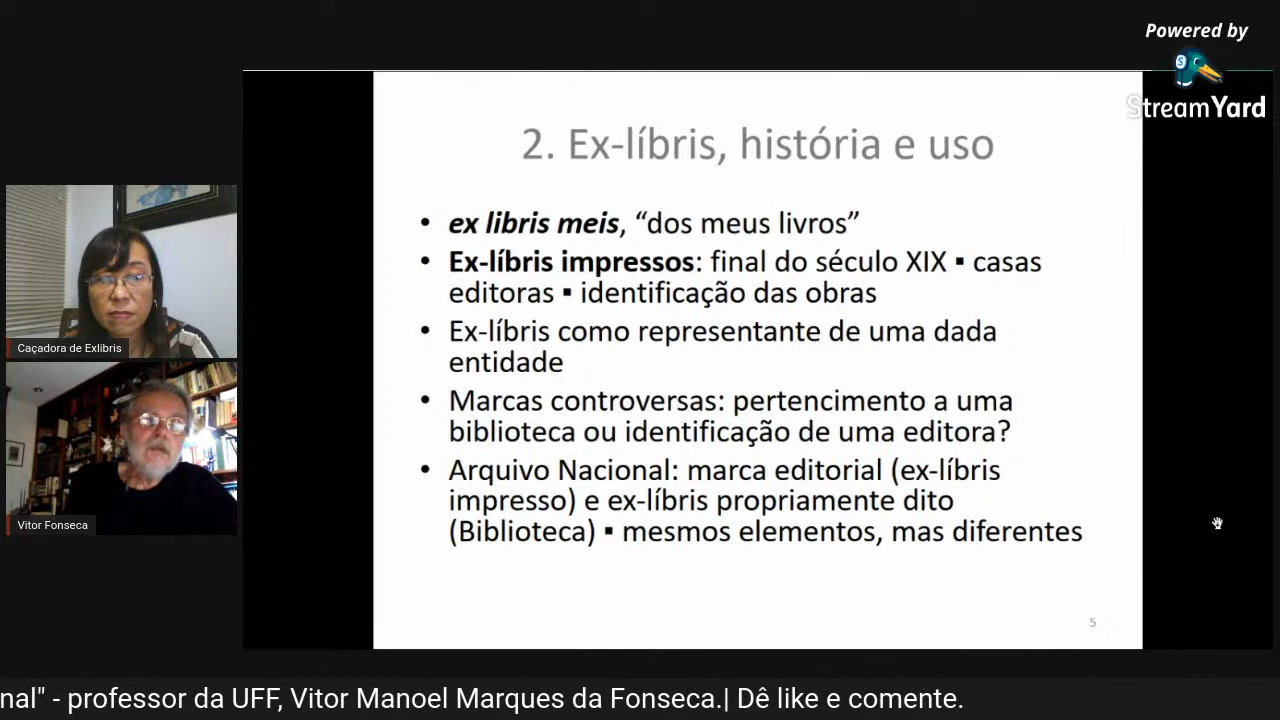 Powered by
StreamYard
2. Ex-líbris, história e uso
• ex libris meis, “dos meus livros”
• Ex-líbris impressos: final do século XIX ▪ casas
editoras ▪ identificação das obras
• Ex-líbris como representante de uma dada
entidade
• Marcas controversas: pertencimento a uma
biblioteca ou identificação de uma editora?
• Arquivo Nacional: marca editorial (ex-líbris
impresso) e ex-líbris propriamente dito
(Biblioteca) ▪ mesmos elementos, mas diferentes
5
Caçadora de Exlibris
Vitor Fonseca
nal" - professor da UFF, Vitor Manoel Marques da Fonseca.| Dê like e comente.